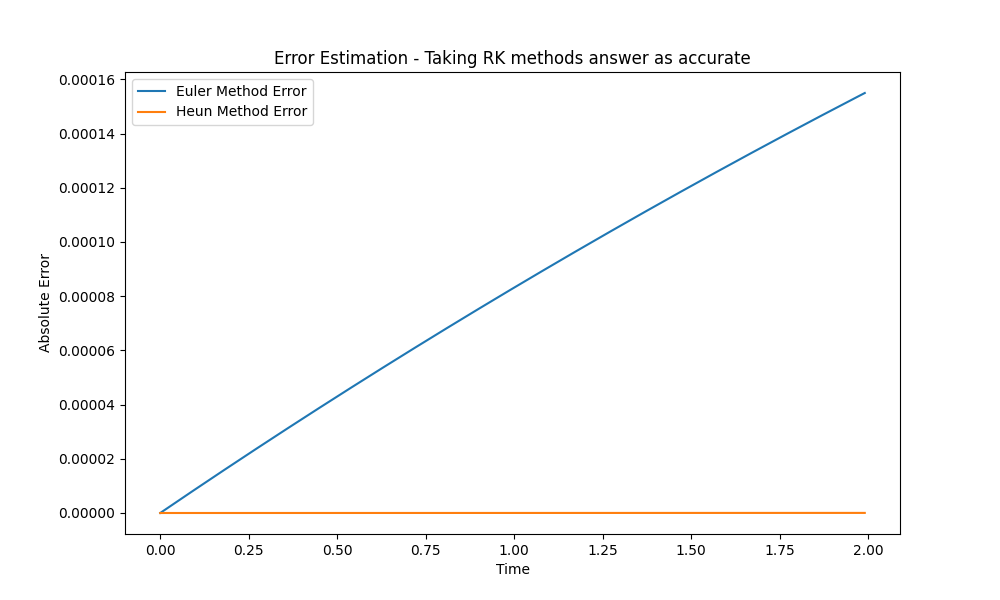 Error Estimation - Taking RK methods answer as accurate
Euler Method Error
Heun Method Error
Absolute Error
0.00016
0.00014
0.00012
0.00010
0.00008
0.00006
0.00004
0.00002
0.00000
0.00 0.25 0.50 0.75 1.00 1.25 1.50 1.75 2.00
Time